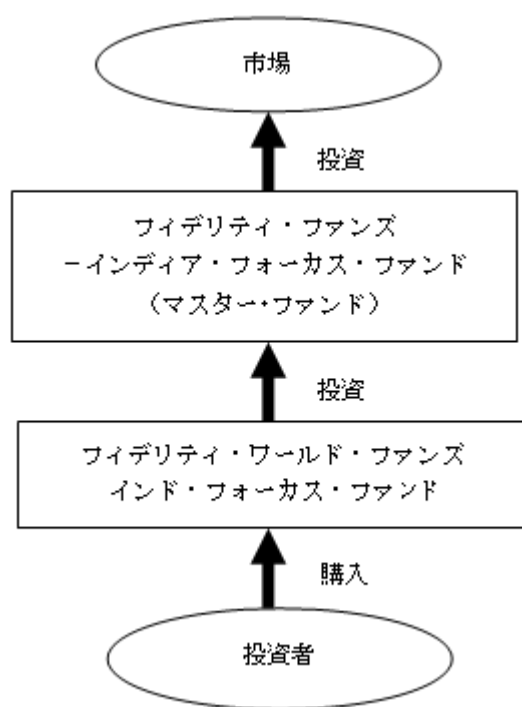 市場
投資
フィデリティ・ファンズ
－インディア・フォーカス・ファンド
（マスター・ファンド）
投資
フィデリティ・ワールド・ファンズ
インド・フォーカス・ファンド
購入
投資者